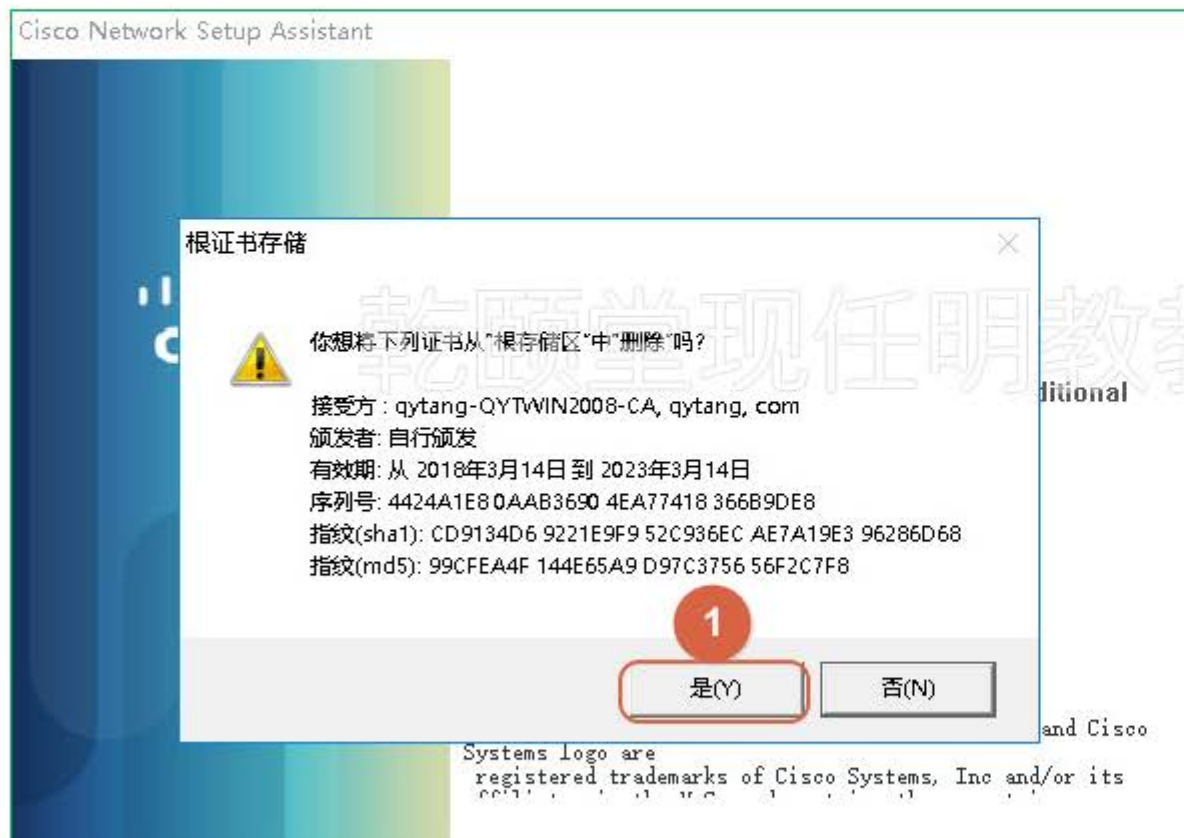 Cisco Network Setup Assistant
根证书存储
乾颐堂现任明教教
你想将下列证书从"根存储区"中"删除"吗?
ditional
接受方 : qytang-QYTWIN2008-CA, qytang, com
颁发者: 自行颁发
有效期: 从 2018年3月14日 到 2023年3月14日
序列号: 4424A1E8 0AAB3690 4EA77418 366B9DE8
指纹(sha1): CD9134D6 9221E9F9 52C936EC AE7A19E3 96286D68
指纹(md5): 99CFEA4F 144E65A9 D97C3756 56F2C7F8
1
是(Y)
否(N)
and Cisco
Systems logo are
registered trademarks of Cisco Systems, Inc and/or its